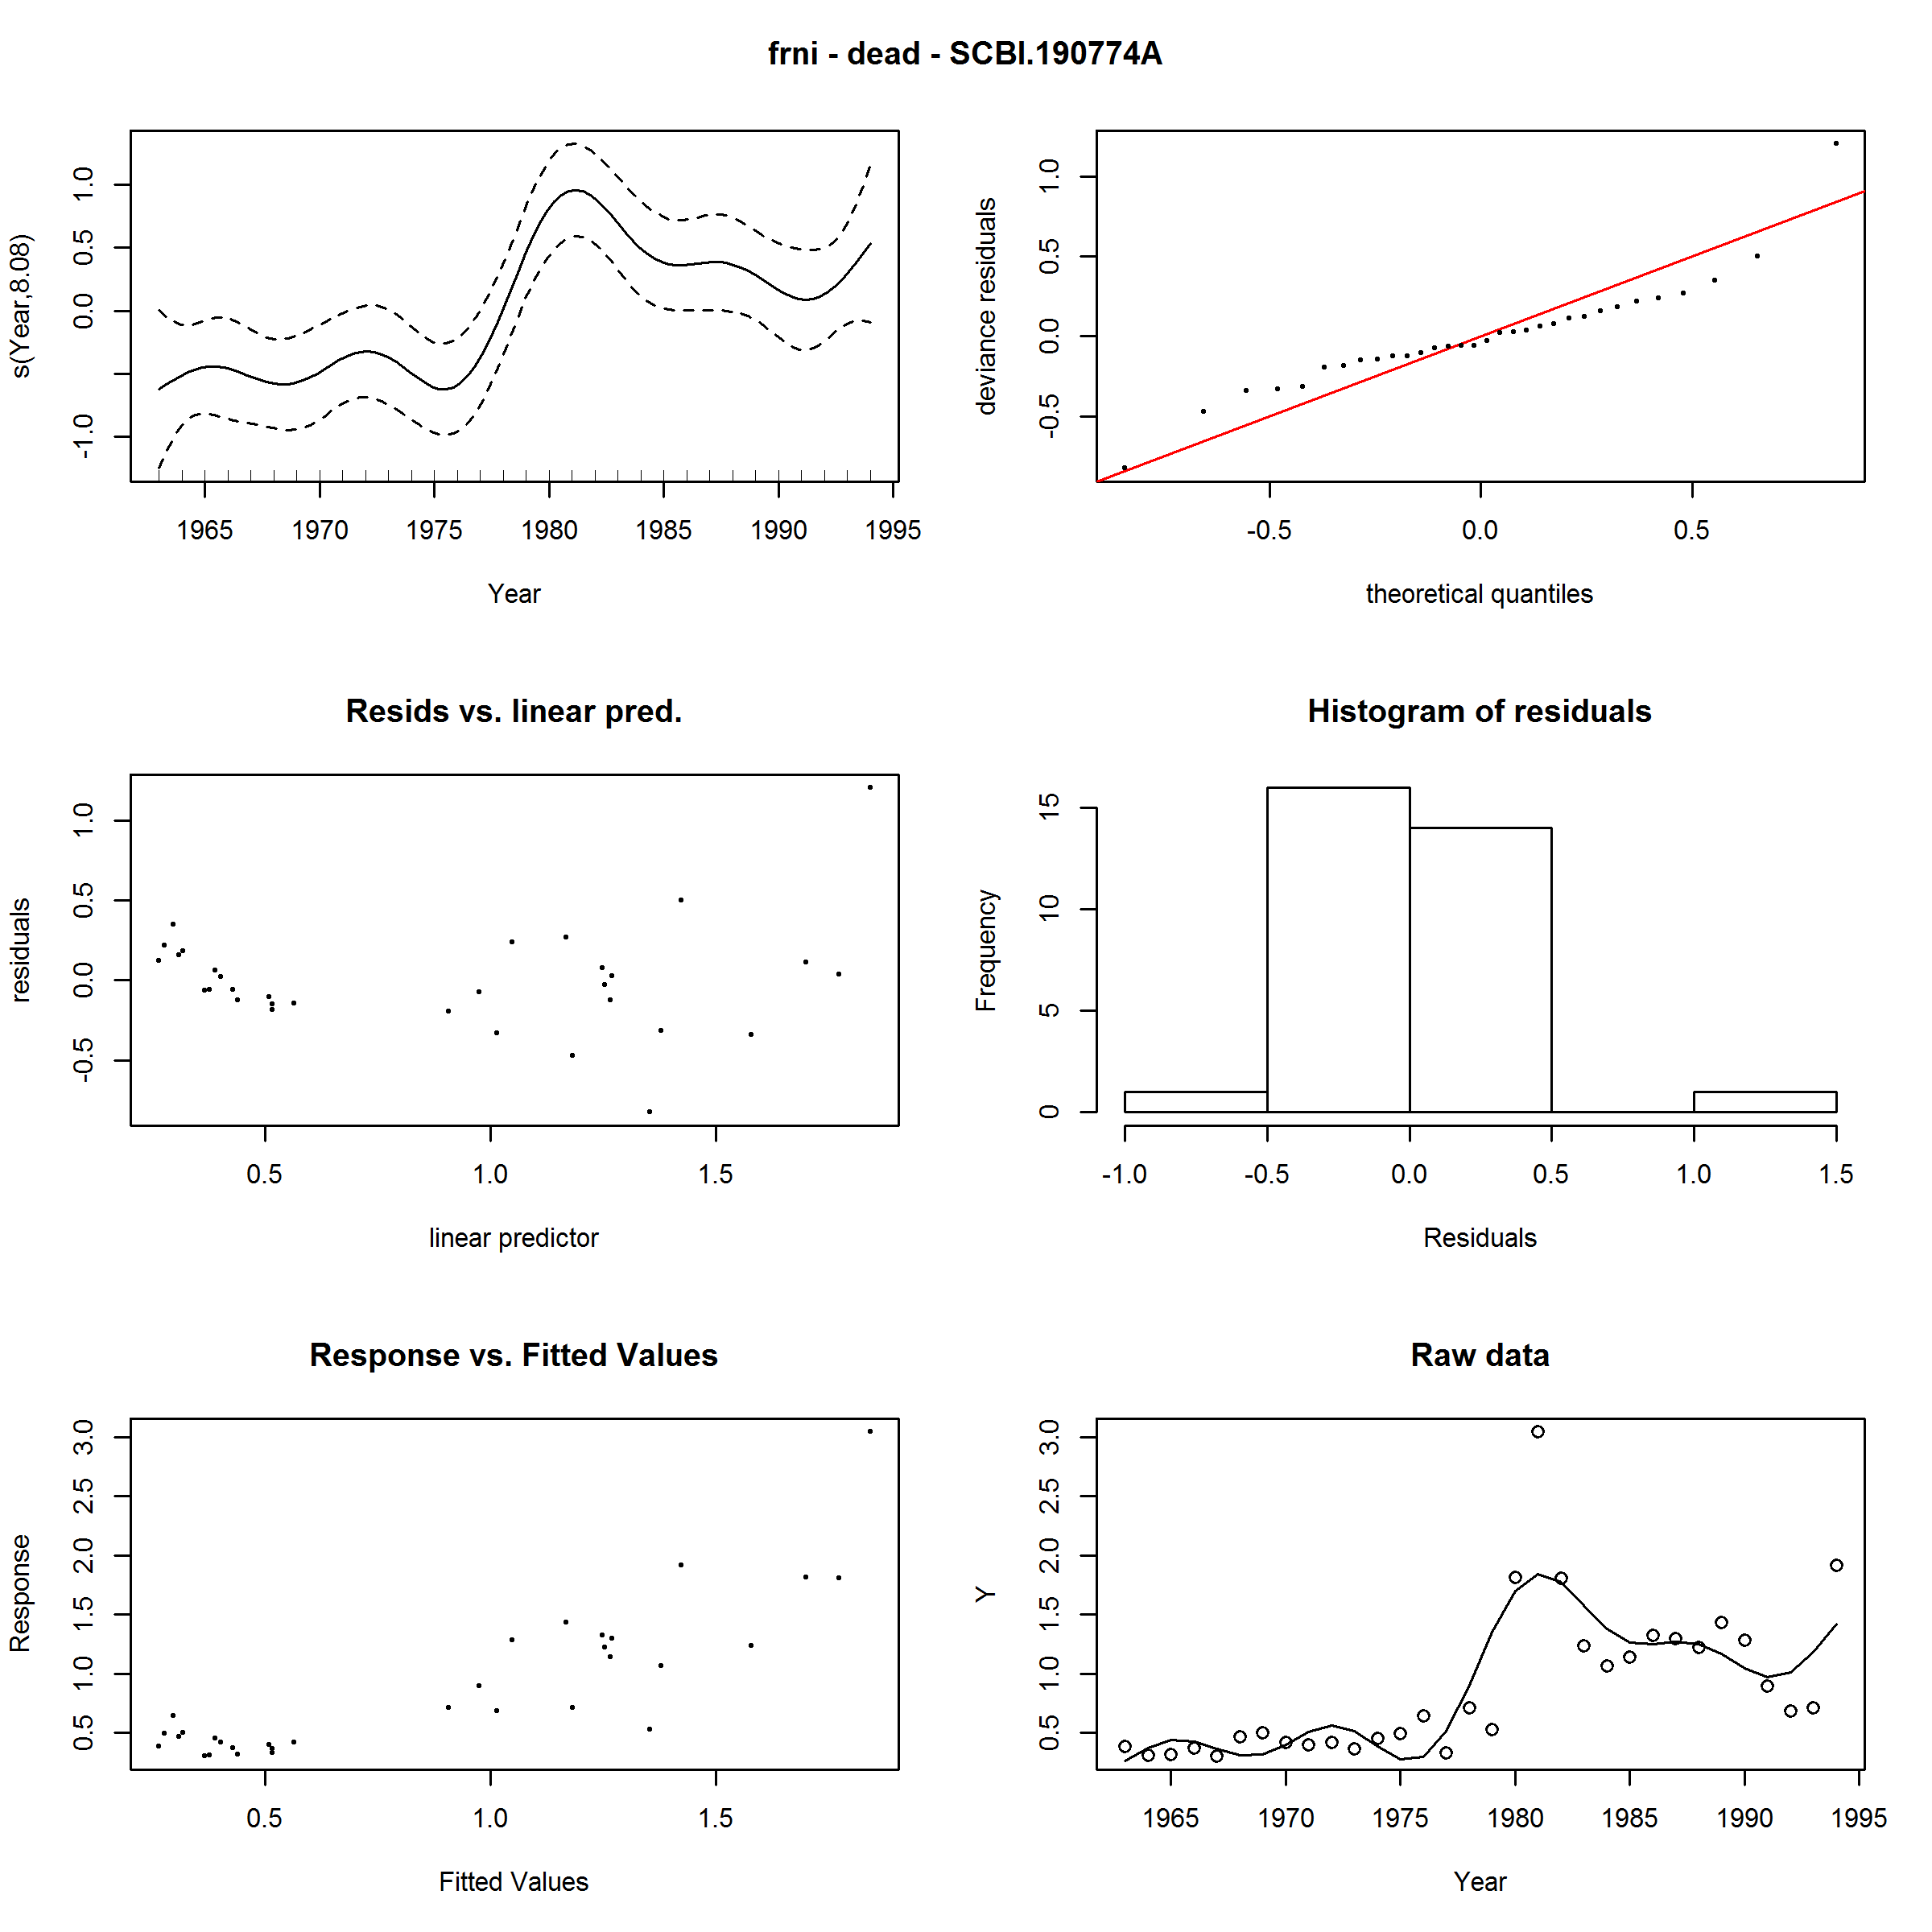 frni - dead - SCBI.190774A
s(Year,8.08)
-1.0 0.0 0.5 1.0
1965 1970 1975 1980 1985 1990 1995
Year
deviance residuals
-0.5 0.0 0.5 1.0
-0.5 0.0 0.5
theoretical quantiles
Resids vs. linear pred.
residuals
-0.5 0.0 0.5 1.0
0.5 1.0 1.5
linear predictor
Histogram of residuals
Frequency
0 5 10 15
-1.0 -0.5 0.0 0.5 1.0 1.5
Residuals
Response vs. Fitted Values
Response
0.5 1.0 1.5 2.0 2.5 3.0
0.5 1.0 1.5
Fitted Values
Raw data
Y
0.5 1.0 1.5 2.0 2.5 3.0
1965 1970 1975 1980 1985 1990 1995
Year